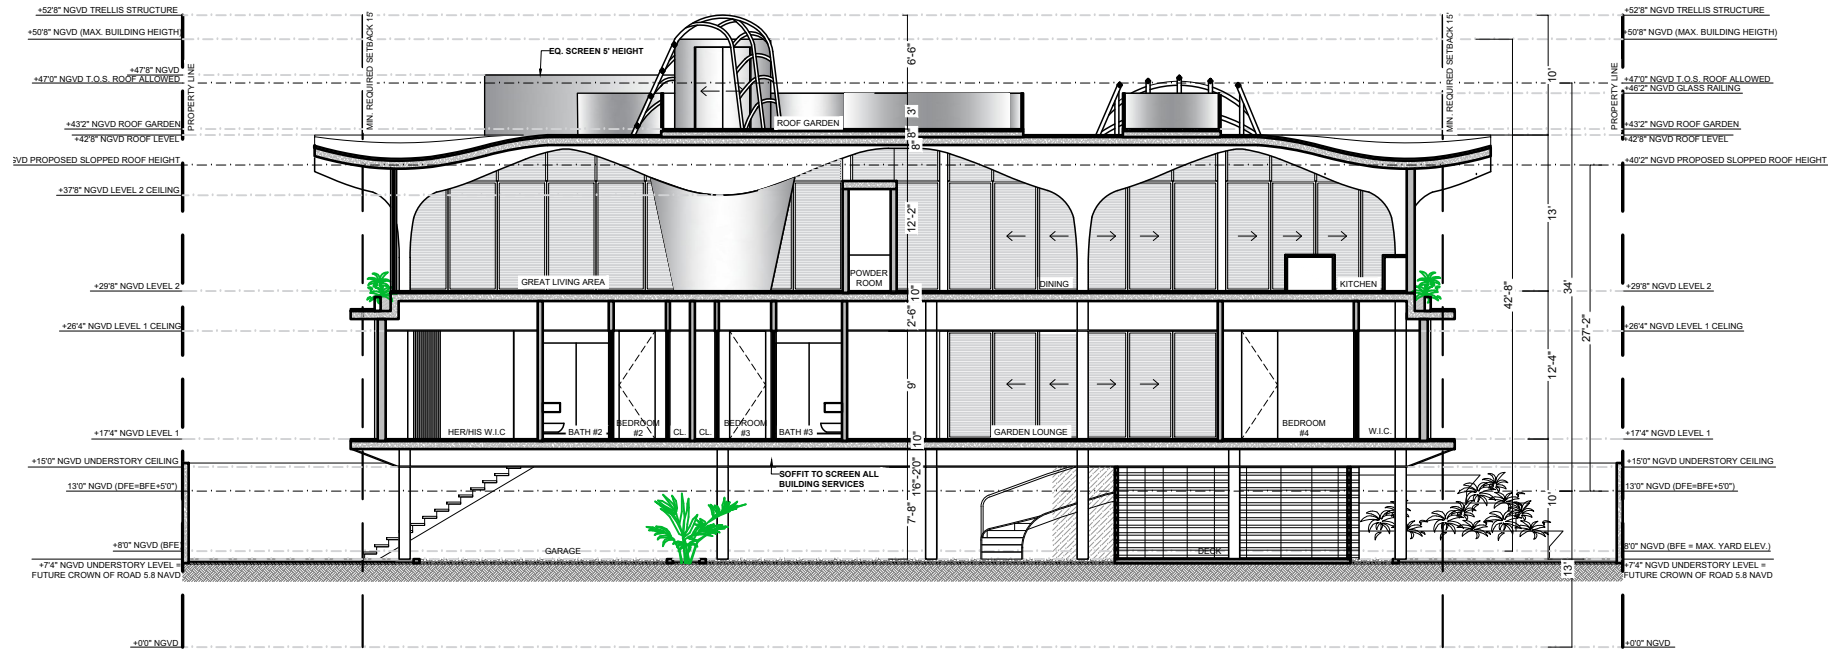 +52'8" NGVD TRELLIS STRUCTURE
+50'8" NGVD (MAX. BUILDING HEIGTH)
+47'8" NGVD
+47'0" NGVD T.O.S. ROOF ALLOWED
+43'2" NGVD ROOF GARDEN
+42'8" NGVD ROOF LEVEL
GVD PROPOSED SLOPPED ROOF HEIGHT
+37'8" NGVD LEVEL 2 CEILING
+29'8" NGVD LEVEL 2
+26'4" NGVD LEVEL 1 CELING
+17'4" NGVD LEVEL 1
+15'0" NGVD UNDERSTORY CEILING
13'0" NGVD (DFE=BFE+5'0")
+8'0" NGVD (BFE
+7'4" NGVD UNDERSTORY LEVEL =
FUTURE CROWN OF ROAD 5.8 NAVD
+0'0" NGVD
PROPERTY LINE
MIN. REQUIRED SETBACK 15'
EQ. SCREEN 5' HEIGHT
ROOF GARDEN
GREAT LIVING AREA
POWDER
ROOM
DINING
KITCHEN
HER/HIS W.I.C
BATH #2
BEDROOM
#2
CL.
CL.
BEDROOM
#3
BATH #3
GARDEN LOUNGE
BEDROOM
#4
W.I.C.
SOFFIT TO SCREEN ALL
BUILDING SERVICES
GARAGE
DECK
6'-6"
3'
8"
8"
12'-2"
10"
2'-6"
9'
10"
2'0"
1'6"
7'-8"
42'-8"
10'
13'
12'-4"
10'
34'
13'
27'-2"
MIN. REQUIRED SETBACK 15'
PROPERTY LINE
+52'8" NGVD TRELLIS STRUCTURE
+50'8" NGVD (MAX. BUILDING HEIGTH)
+47'0" NGVD T.O.S. ROOF ALLOWED
+46'2" NGVD GLASS RAILING
+43'2" NGVD ROOF GARDEN
+42'8" NGVD ROOF LEVEL
+40'2" NGVD PROPOSED SLOPPED ROOF HEIGHT
+29'8" NGVD LEVEL 2
+26'4" NGVD LEVEL 1 CELING
+17'4" NGVD LEVEL 1
+15'0" NGVD UNDERSTORY CEILING
13'0" NGVD (DFE=BFE+5'0")
8'0" NGVD (BFE = MAX. YARD ELEV.)
+7'4" NGVD UNDERSTORY LEVEL =
FUTURE CROWN OF ROAD 5.8 NAVD
+0'0" NGVD